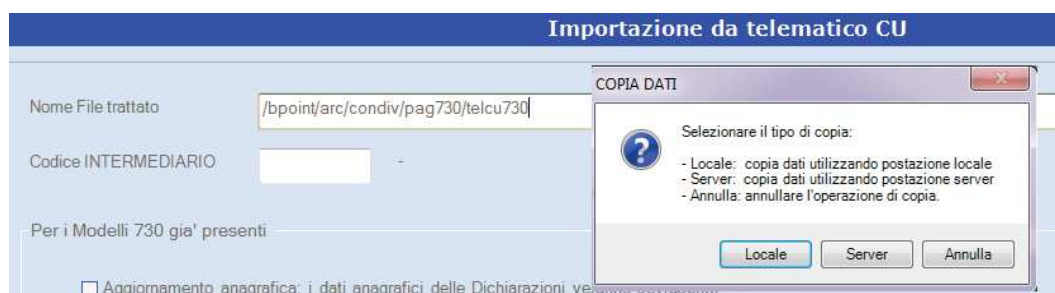 Importazione da telematico CU
Nome File trattato
/bpoint/arc/condiv/pag730/telcu730
Codice INTERMEDIARIO
-
Per i Modelli 730 gia' presenti
Aggiornamento anagrafica: i dati anagrafici delle Dichiarazioni
COPIA DATI
Selezionare il tipo di copia:
- Locale: copia dati utilizzando postazione locale
- Server: copia dati utilizzando postazione server
- Annulla: annullare l'operazione di copia.
Locale
Server
Annulla